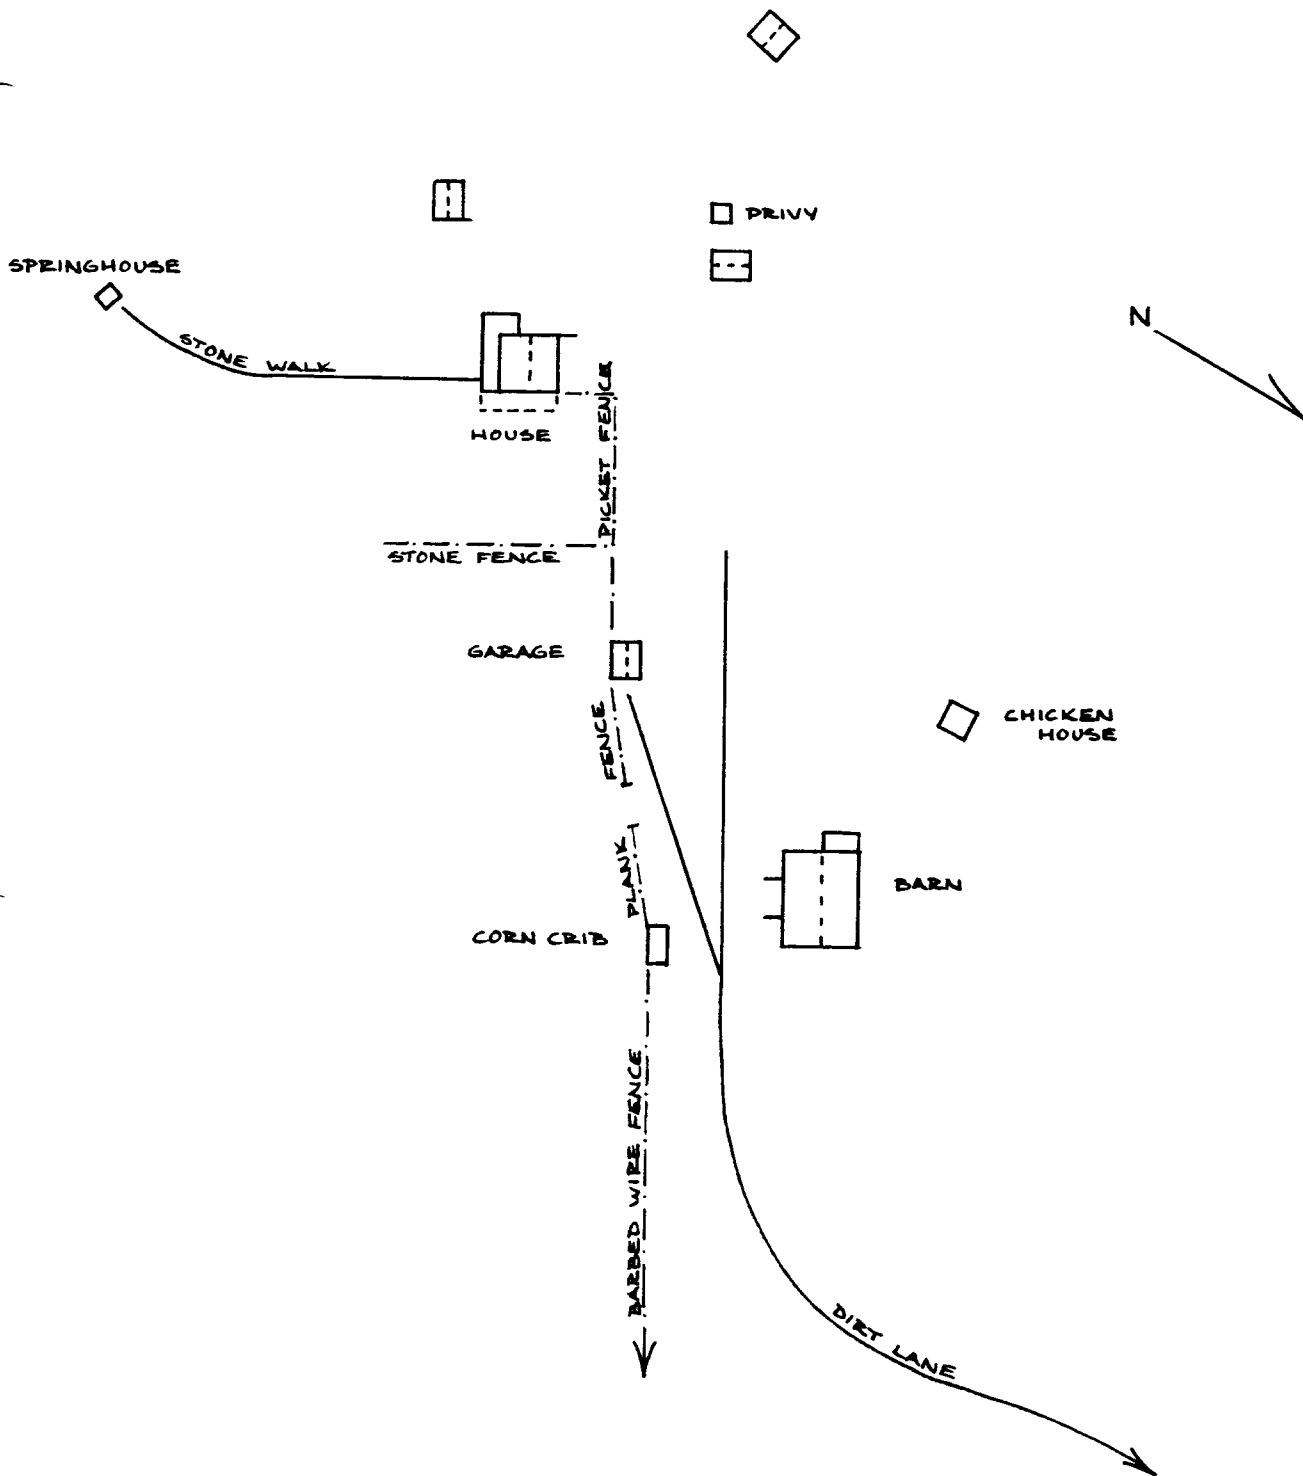 PRIVY
SPRINGHOUSE
N
STONE WALK
PICKET FENCE
HOUSE
STONE FENCE
GARAGE
FENCE
CHICKEN
HOUSE
PLANK
BARN
CORN CRIB
BARBED WIRE FENCE
DIRT LANE